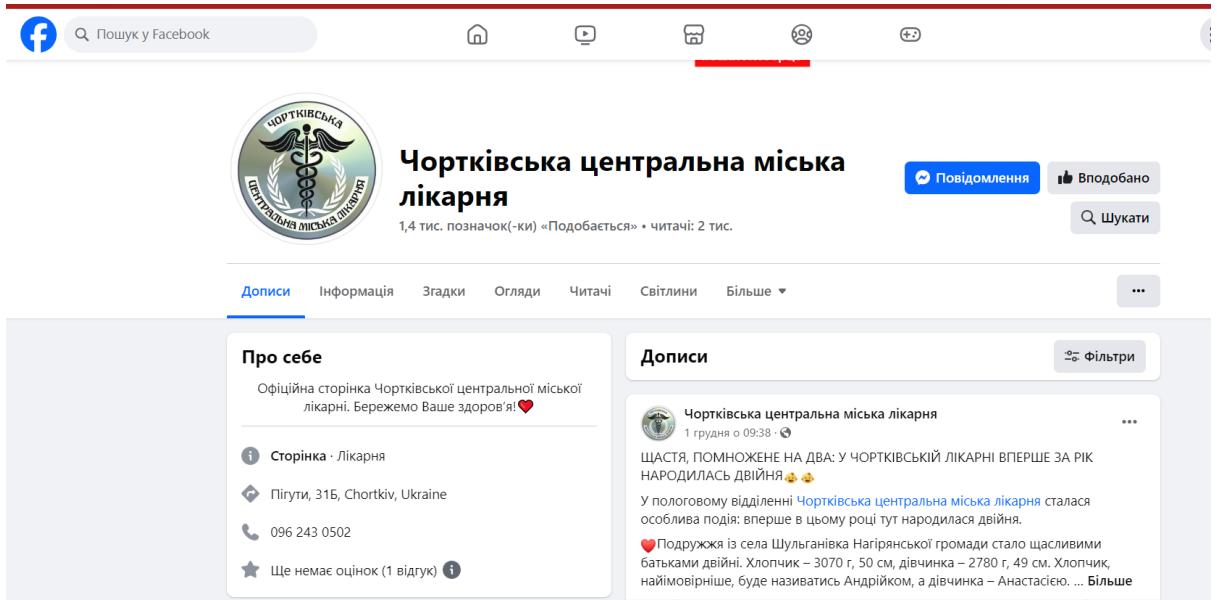 Пошук у Facebook
ЧОРТКІВСЬКА
ЦЕНТРАЛЬНА МІСЬКА ЛІКАРНЯ
Чортківська центральна міська
лікарня
1,4 тис. позначок(-ки) «Подобається» • читачі: 2 тис.
Повідомлення
Вподобано
Шукати
Дописи Інформація Згадки Огляди Читачі Світлини Більше
Про себе
Офіційна сторінка Чортківської центральної міської
лікарні. Бережемо Ваше здоров’я!❤
Сторінка · Лікарня
Пігути, 31Б, Chortkiv, Ukraine
096 243 0502
Ще немає оцінок (1 відгук)
Дописи
Фільтри
Чортківська центральна міська лікарня
1 грудня о 09:38 ·
ЩАСТЯ, ПОМНОЖЕНЕ НА ДВА: У ЧОРТКІВСЬКІЙ ЛІКАРНІ ВПЕРШЕ ЗА РІК
НАРОДИЛАСЬ ДВІЙНЯ
У пологовому відділенні Чортківська центральна міська лікарня сталася
особлива подія: вперше в цьому році тут народилася двійня.
❤Подружжя із села Шульганівка Нагірянської громади стало щасливими
батьками двійні. Хлопчик – 3070 г, 50 см, дівчинка – 2780 г, 49 см. Хлопчик,
наймовірніше, буде називатись Андрійком, а дівчинка – Анастасією. ... Більше